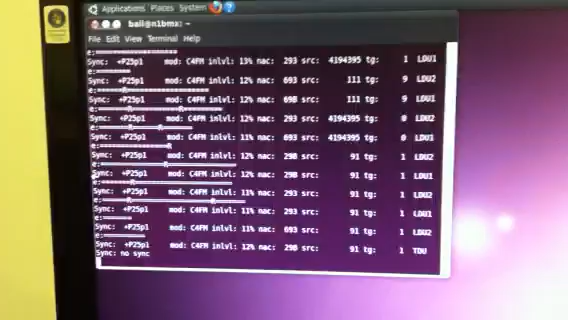 Applications Places System
ball@n1bmx: ~
File Edit View Terminal Help
e:====================
Sync: +P25p1 mod: C4FM inlvl: 13% nac: 293 src: 4194395 tg: 1 LDU1
e:=========
Sync: +P25p1 mod: C4FM inlvl: 12% nac: 693 src: 111 tg: 9 LDU2
Sync: +P25p1 mod: C4FM inlvl: 12% nac: 69B src: 111 tg: 9 LDU1
Sync: +P25p1 mod: C4FM inlvl: 12% nac: 293 src: 4194395 tg: 0 LDU2
Sync: +P25p1 mod: C4FM inlvl: 11% nac: 693 src: 4194395 tg: 0 LDU1
Sync: +P25p1 mod: C4FM inlvl: 12% nac: 29B src: 91 tg: 1 LDU2
Sync: +P25p1 mod: C4FM inlvl: 12% nac: 29B src: 91 tg: 1 LDU1
Sync: +P25p1 mod: C4FM inlvl: 11% nac: 293 src: 91 tg: 1 LDU2
Sync: +P25p1 mod: C4FM inlvl: 11% nac: 293 src: 91 tg: 1 LDU1
Sync: +P25p1 mod: C4FM inlvl: 11% nac: 693 src: 91 tg: 1 LDU2
Sync: +P25p1 mod: C4FM inlvl: 12% nac: 29B src: 91 tg: 1 TDU
Sync: no sync